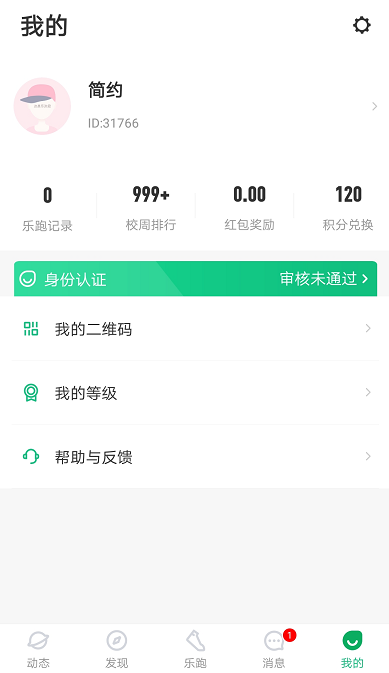 我的
简约
ID:31766
0
999+
0.00
120
乐跑记录
校周排行
红包奖励
积分兑换
身份认证
审核未通过
我的二维码
我的等级
帮助与反馈
1
动态
发现
乐跑
消息
我的